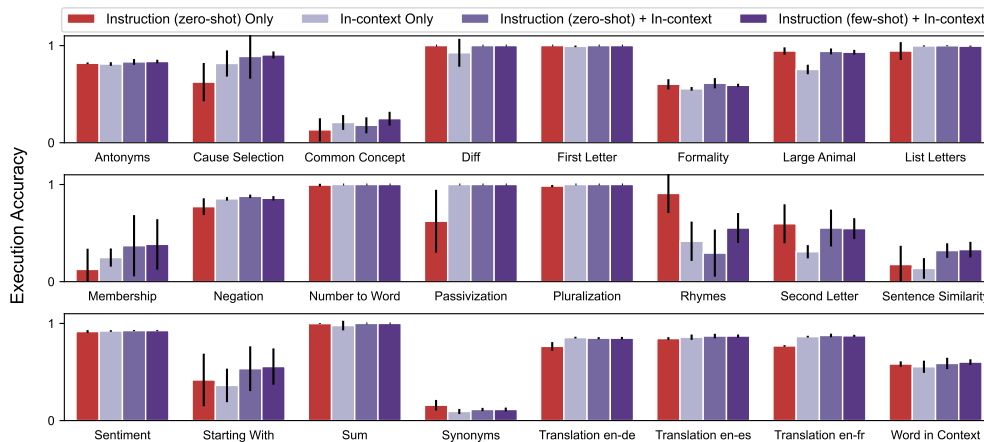 Instruction (zero-shot) Only In-context Only Instruction (zero-shot) + In-context Instruction (few-shot) + In-context
1
0
Antonyms Cause Selection Common Concept Diff First Letter Formality Large Animal List Letters
Execution Accuracy
1
0
Membership Negation Number to Word Passivization Pluralization Rhymes Second Letter Sentence Similarity
1
0
Sentiment Starting With Sum Synonyms Translation en-de Translation en-es Translation en-fr Word in Context